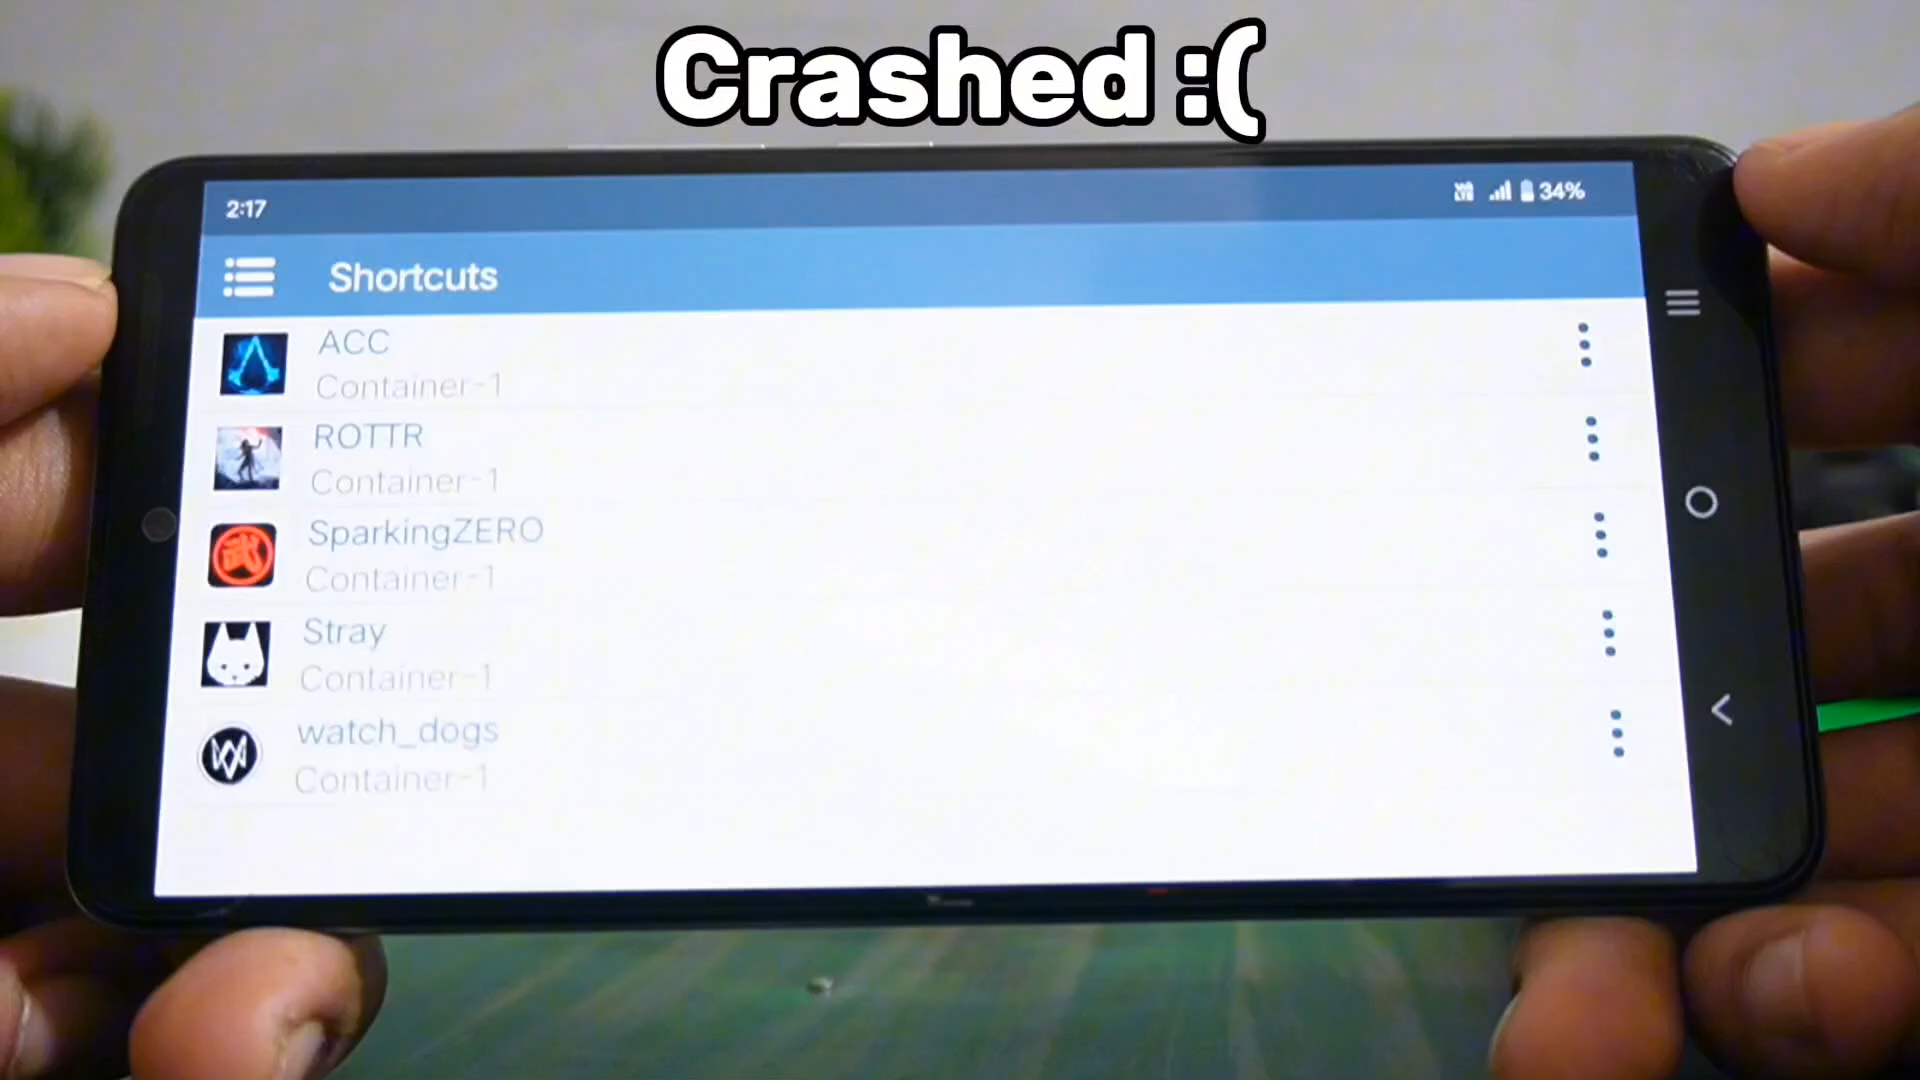 Crashed :(
2:17
34%
Shortcuts
ACC
Container-1
ROTTR
Container-1
SparkingZERO
Container-1
武
Stray
Container-1
watch_dogs
Container-1